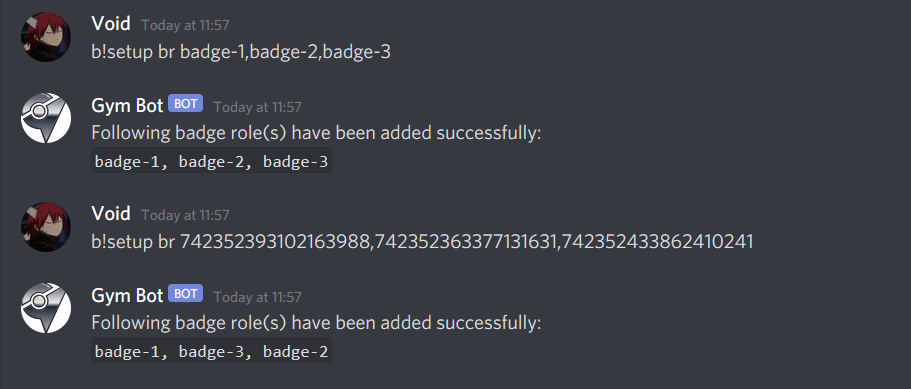 Void Today at 11:57
b!setup br badge-1,badge-2,badge-3
Gym Bot BOT Today at 11:57
Following badge role(s) have been added successfully:
badge-1, badge-2, badge-3
Void Today at 11:57
b!setup br 742352393102163988,742352363377131631,742352433862410241
Gym Bot BOT Today at 11:57
Following badge role(s) have been added successfully:
badge-1, badge-3, badge-2